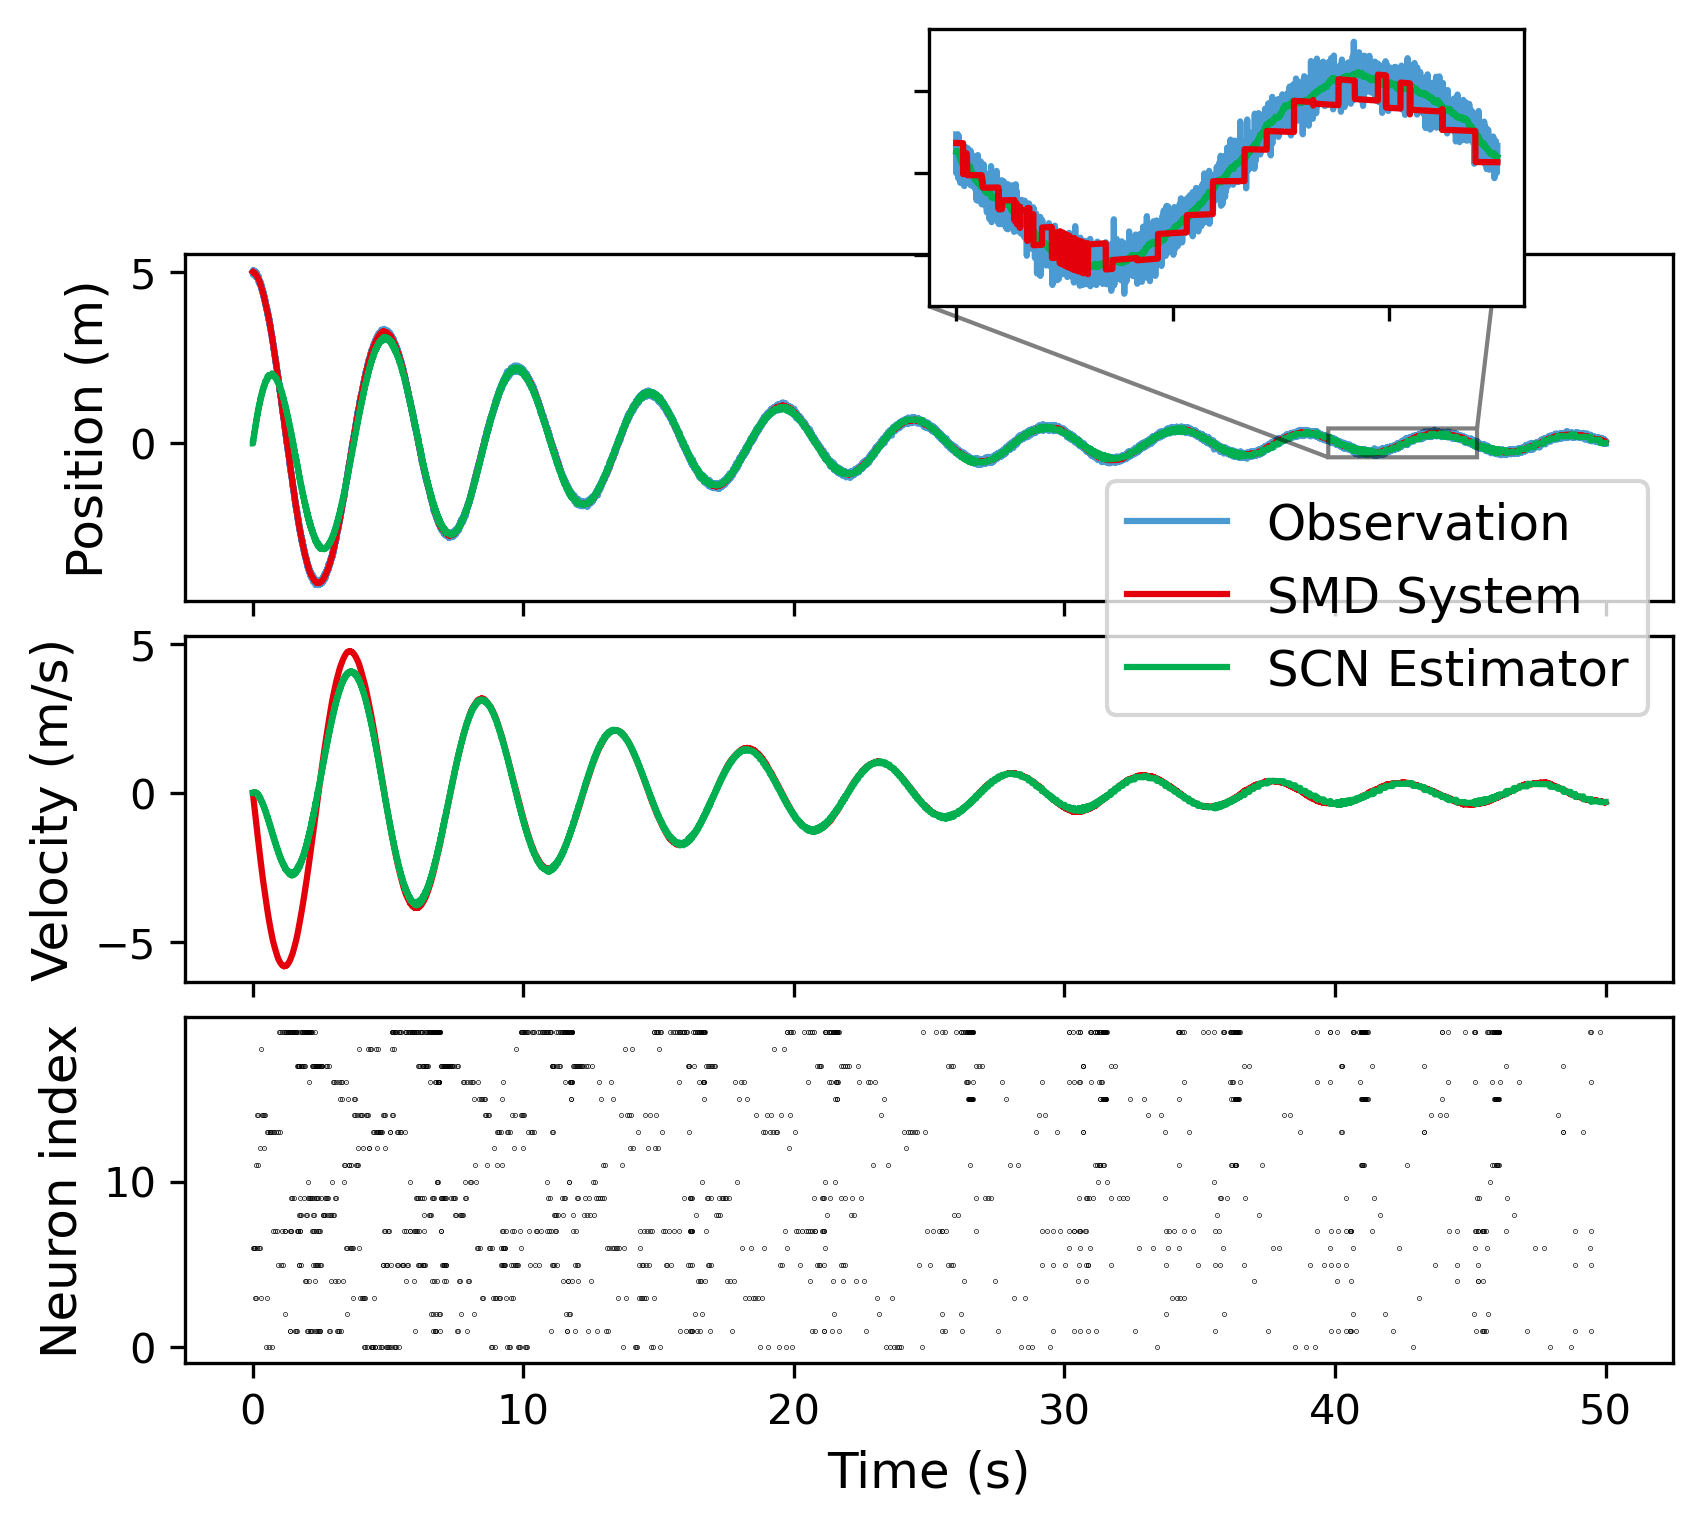 5
0
Position (m)
Observation
SMD System
SCN Estimator
5
0
−5
Velocity (m/s)
10
0
Neuron index
0 10 20 30 40 50
Time (s)